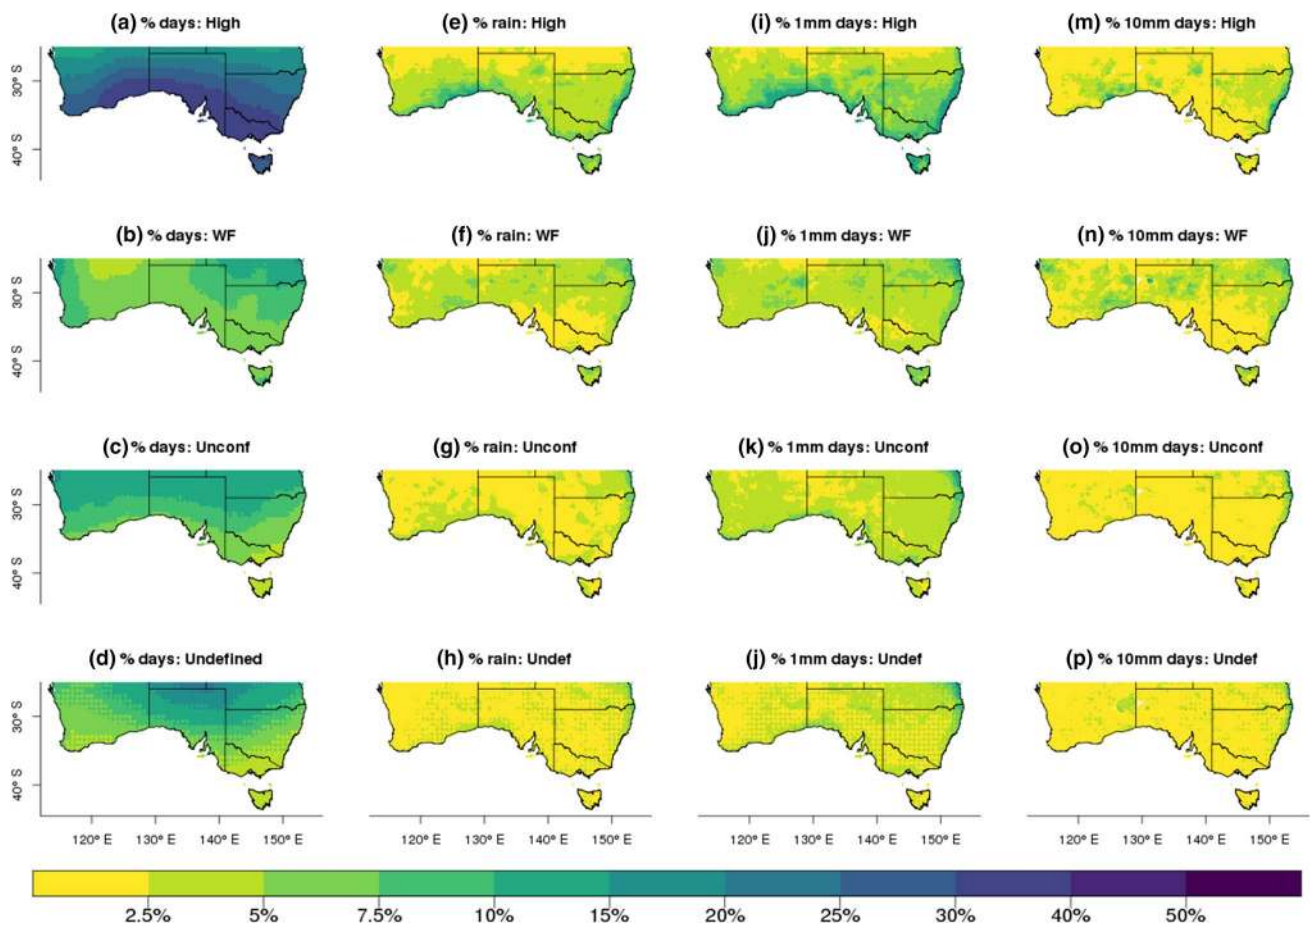 (a) % days: High (e) % rain: High (i) % 1mm days: High (m) % 10mm days: High
30° S
40° S
(b) % days: WF (f) % rain: WF (j) % 1mm days: WF (n) % 10mm days: WF
30° S
40° S
(c) % days: Unconf (g) % rain: Unconf (k) % 1mm days: Unconf (o) % 10mm days: Unconf
30° S
40° S
(d) % days: Undefined (h) % rain: Undef (j) % 1mm days: Undef (p) % 10mm days: Undef
30° S
40° S
120° E 130° E 140° E 150° E 120° E 130° E 140° E 150° E 120° E 130° E 140° E 150° E 120° E 130° E 140° E 150° E
2.5% 5% 7.5% 10% 15% 20% 25% 30% 40% 50%